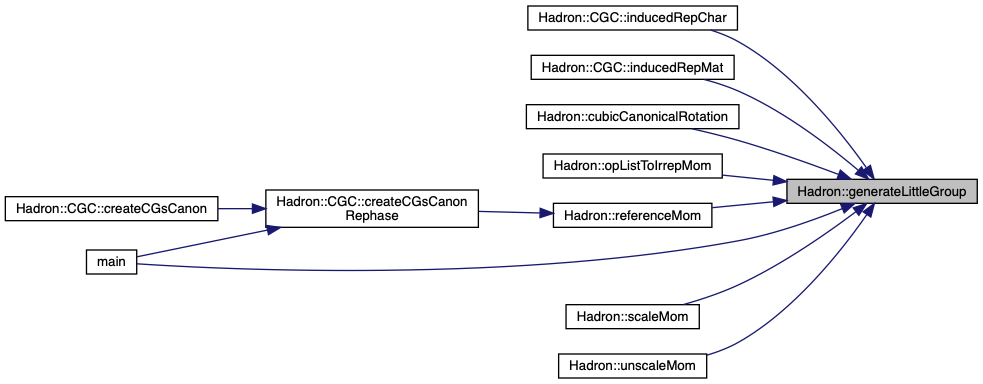 Hadron::CGC::inducedRepChar
Hadron::CGC::inducedRepMat
Hadron::cubicCanonicalRotation
Hadron::opListToIrrepMom
Hadron::generateLittleGroup
Hadron::CGC::createCGsCanon
Rephase
Hadron::CGC::createCGsCanon
Hadron::referenceMom
main
Hadron::scaleMom
Hadron::unscaleMom